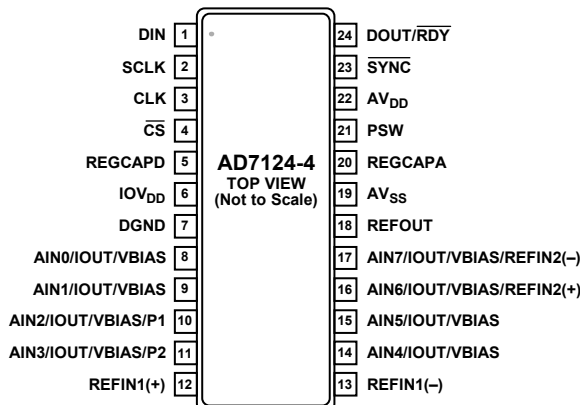 DIN 1 24 DOUT/RDY
SCLK 2 23 SYNC
CLK 3 22 AVDD
CS 4 21 PSW
REGCAPD 5 AD7124-4 20 REGCAPA
TOP VIEW
IOVDD 6 (Not to Scale) 19 AVSS
DGND 7 18 REFOUT
AIN0/IOUT/VBIAS 8 17 AIN7/IOUT/VBIAS/REFIN2(–)
AIN1/IOUT/VBIAS 9 16 AIN6/IOUT/VBIAS/REFIN2(+)
AIN2/IOUT/VBIAS/P1 10 15 AIN5/IOUT/VBIAS
AIN3/IOUT/VBIAS/P2 11 14 AIN4/IOUT/VBIAS
REFIN1(+) 12 13 REFIN1(–)